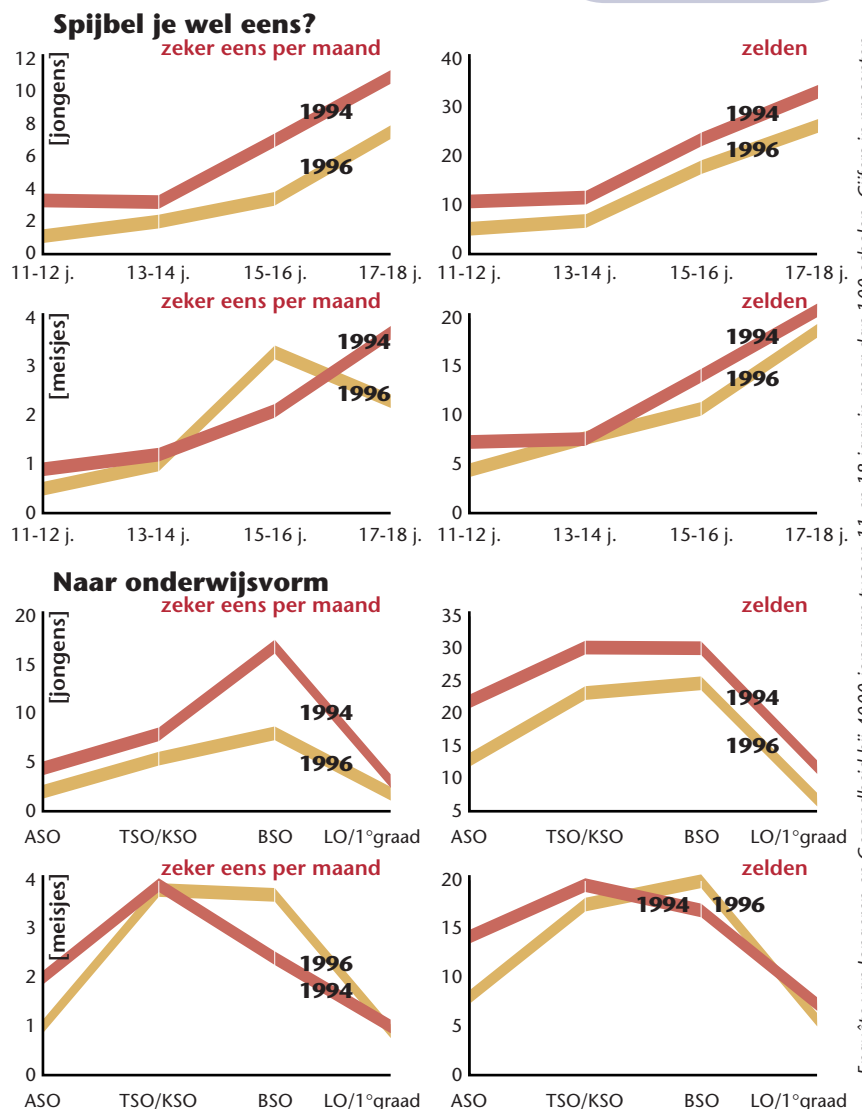 Spijbel je wel eens?
zeker eens per maand
[jongens]
12
10
8
6
4
2
0
1994
1996
11-12 j. 13-14 j. 15-16 j. 17-18 j.
zelden
40
30
20
10
0
1994
1996
11-12 j. 13-14 j. 15-16 j. 17-18 j.
zeker eens per maand
[meisjes]
4
3
2
1
0
1994
1996
11-12 j. 13-14 j. 15-16 j. 17-18 j.
zelden
20
15
10
5
0
1994
1996
11-12 j. 13-14 j. 15-16 j. 17-18 j.
Naar onderwijsvorm
zeker eens per maand
[jongens]
20
15
10
5
0
1994
1996
ASO TSO/KSO BSO LO/1°graad
zelden
35
30
25
20
15
10
5
1994
1996
ASO TSO/KSO BSO LO/1°graad
zeker eens per maand
[meisjes]
4
3
2
1
0
1996
1994
ASO TSO/KSO BSO LO/1°graad
zelden
20
15
10
5
0
1994 1996
ASO TSO/KSO BSO LO/1°graad